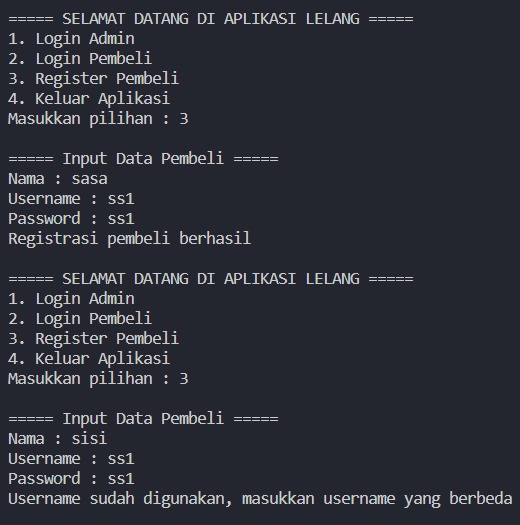 ===== SELAMAT DATANG DI APLIKASI LELANG =====
1. Login Admin
2. Login Pembeli
3. Register Pembeli
4. Keluar Aplikasi
Masukkan pilihan : 3
===== Input Data Pembeli =====
Nama : sasa
Username : ss1
Password : ss1
Registrasi pembeli berhasil
===== SELAMAT DATANG DI APLIKASI LELANG =====
1. Login Admin
2. Login Pembeli
3. Register Pembeli
4. Keluar Aplikasi
Masukkan pilihan : 3
===== Input Data Pembeli =====
Nama : sisi
Username : ss1
Password : ss1
Username sudah digunakan, masukkan username yang berbeda